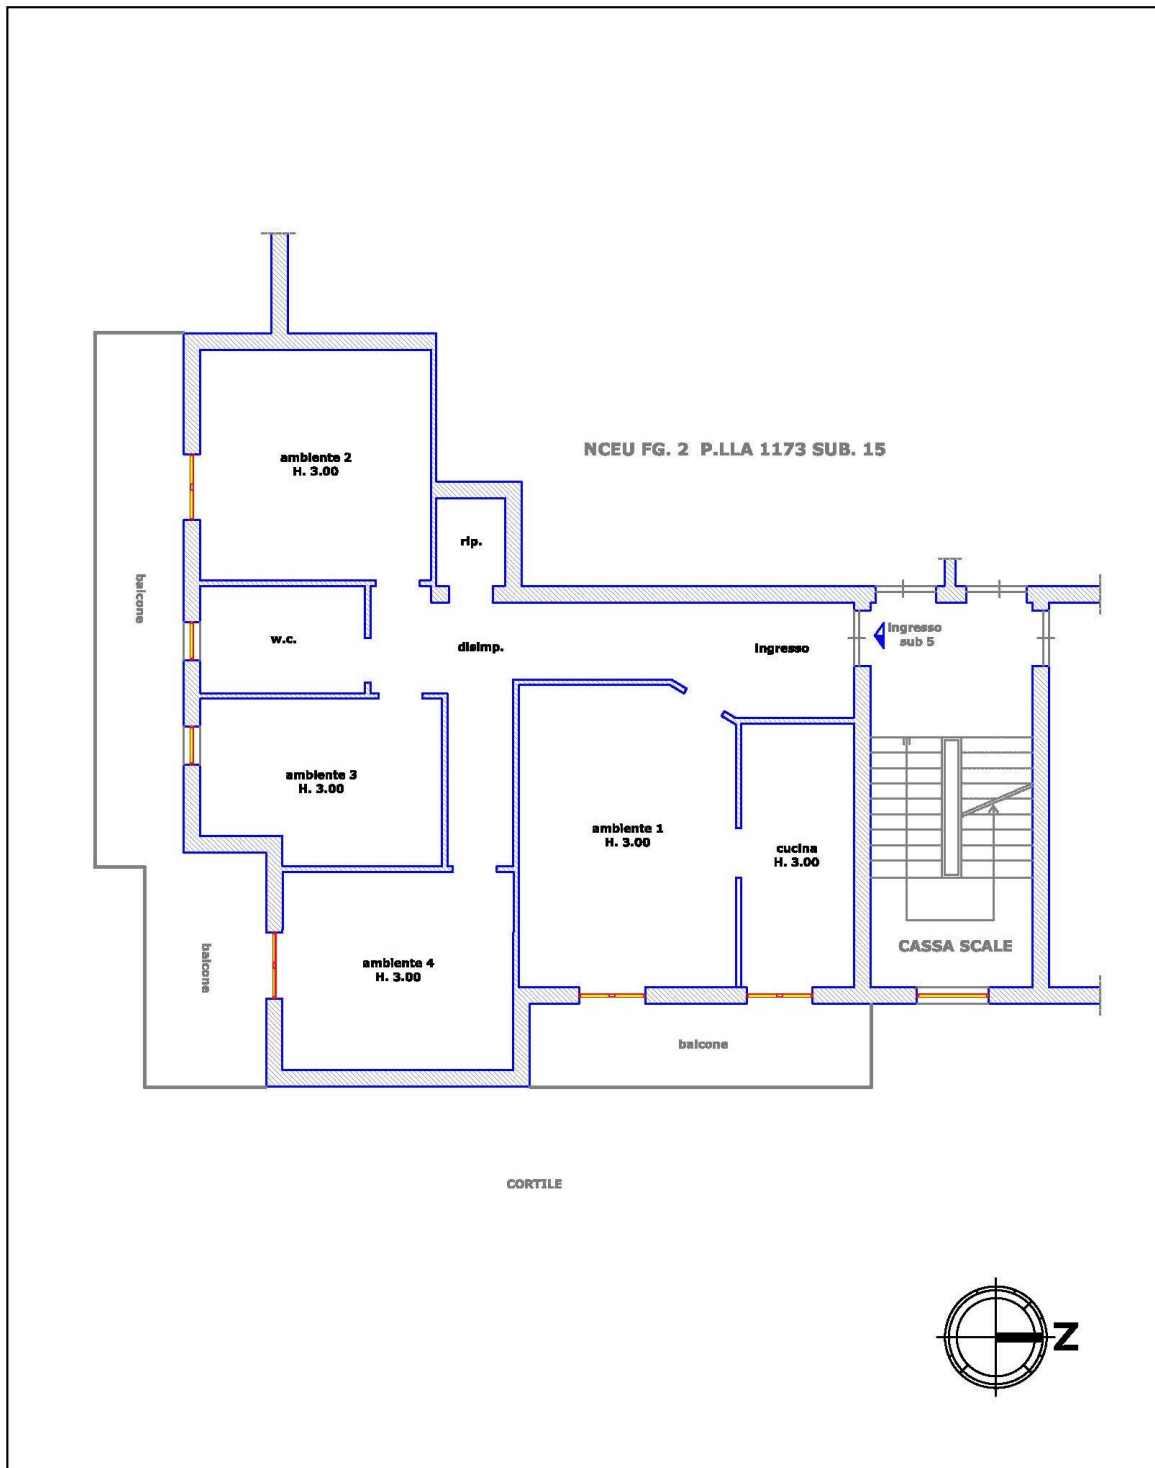 NCEU FG. 2 P.LLA 1173 SUB. 15
ambiente 2
H. 3.00
rip.
balcone
w.c.
disimp.
ingresso
ingresso
sub 5
ambiente 3
H. 3.00
ambiente 1
H. 3.00
cucina
H. 3.00
balcone
ambiente 4
H. 3.00
CASSA SCALE
balcone
CORTILE
N